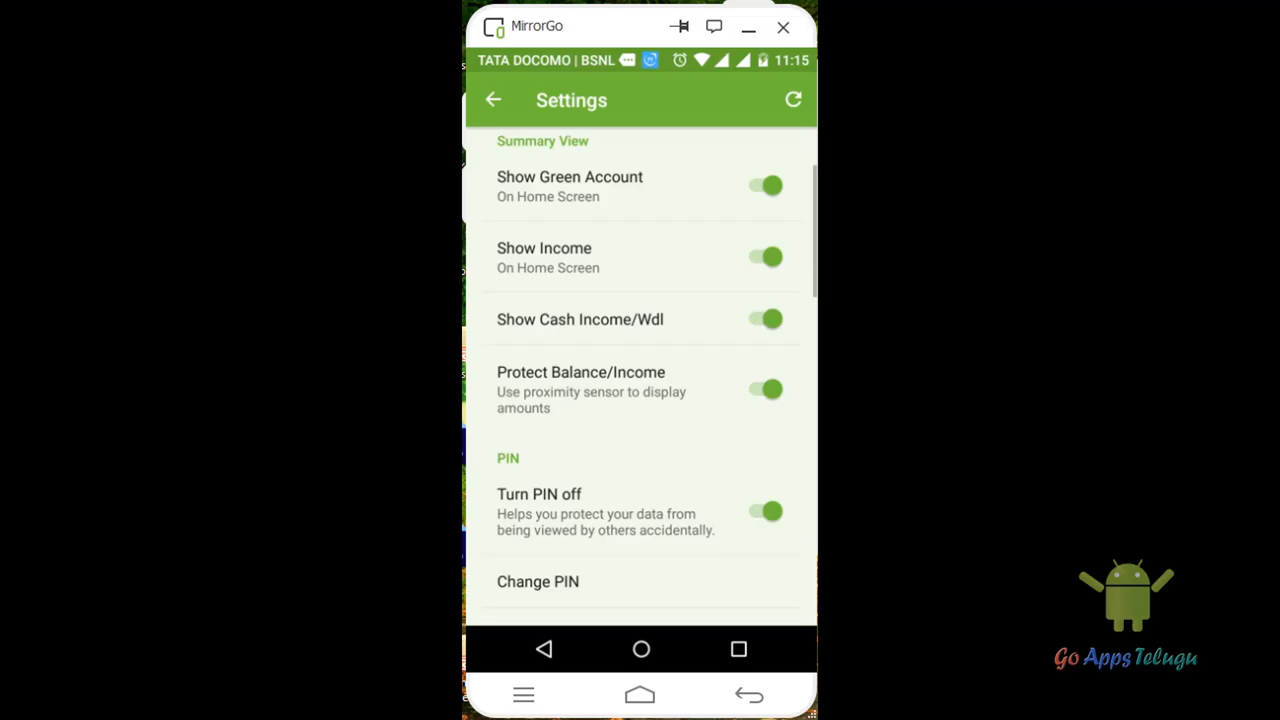 MirrorGo
TATA DOCOMO | BSNL 11:15
Settings
Summary View
Show Green Account
On Home Screen
Show Income
On Home Screen
Show Cash Income/Wdl
Protect Balance/Income
Use proximity sensor to display
amounts
PIN
Turn PIN off
Helps you protect your data from
being viewed by others accidentally.
Change PIN
Go Apps Telugu